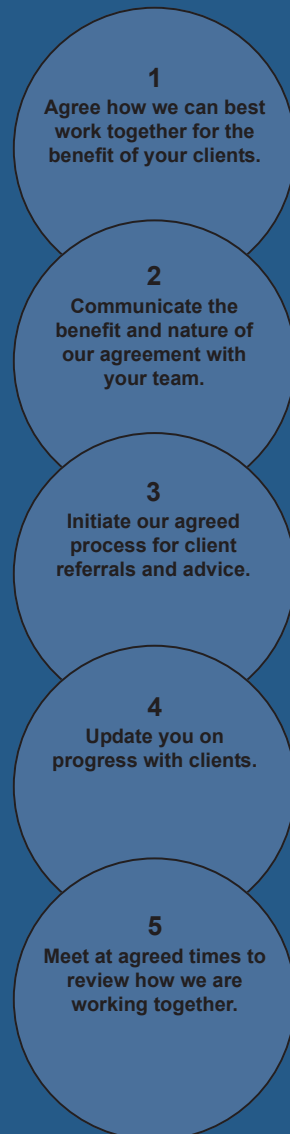 1
Agree how we can best
work together for the
benefit of your clients.
2
Communicate the
benefit and nature of
our agreement with
your team.
3
Initiate our agreed
process for client
referrals and advice.
4
Update you on
progress with clients.
5
Meet at agreed times to
review how we are
working together.